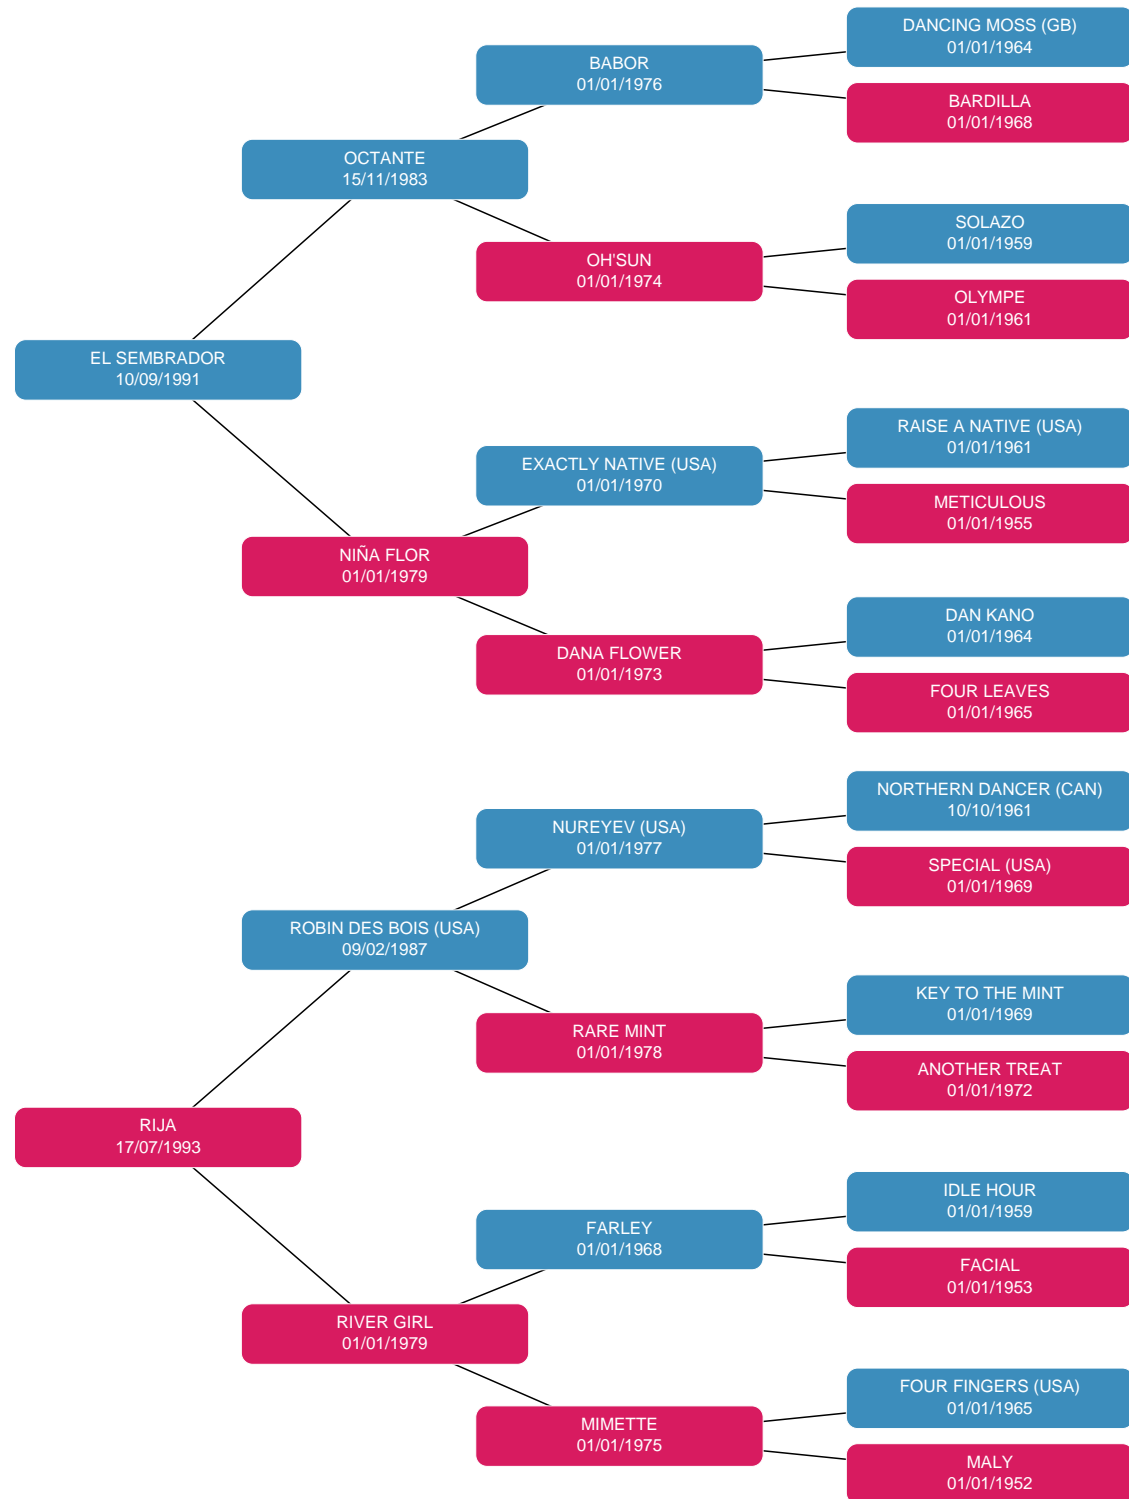 DANCING MOSS (GB)
01/01/1964
BABOR
01/01/1976
BARDILLA
01/01/1968
OCTANTE
15/11/1983
SOLAZO
01/01/1959
OH'SUN
01/01/1974
OLYMPE
01/01/1961
EL SEMBRADOR
10/09/1991
RAISE A NATIVE (USA)
01/01/1961
EXACTLY NATIVE (USA)
01/01/1970
METICULOUS
01/01/1955
NIÑA FLOR
01/01/1979
DAN KANO
01/01/1964
DANA FLOWER
01/01/1973
FOUR LEAVES
01/01/1965
NORTHERN DANCER (CAN)
10/10/1961
NUREYEV (USA)
01/01/1977
SPECIAL (USA)
01/01/1969
ROBIN DES BOIS (USA)
09/02/1987
KEY TO THE MINT
01/01/1969
RARE MINT
01/01/1978
ANOTHER TREAT
01/01/1972
RIJA
17/07/1993
IDLE HOUR
01/01/1959
FARLEY
01/01/1968
FACIAL
01/01/1953
RIVER GIRL
01/01/1979
FOUR FINGERS (USA)
01/01/1965
MIMETTE
01/01/1975
MALY
01/01/1952